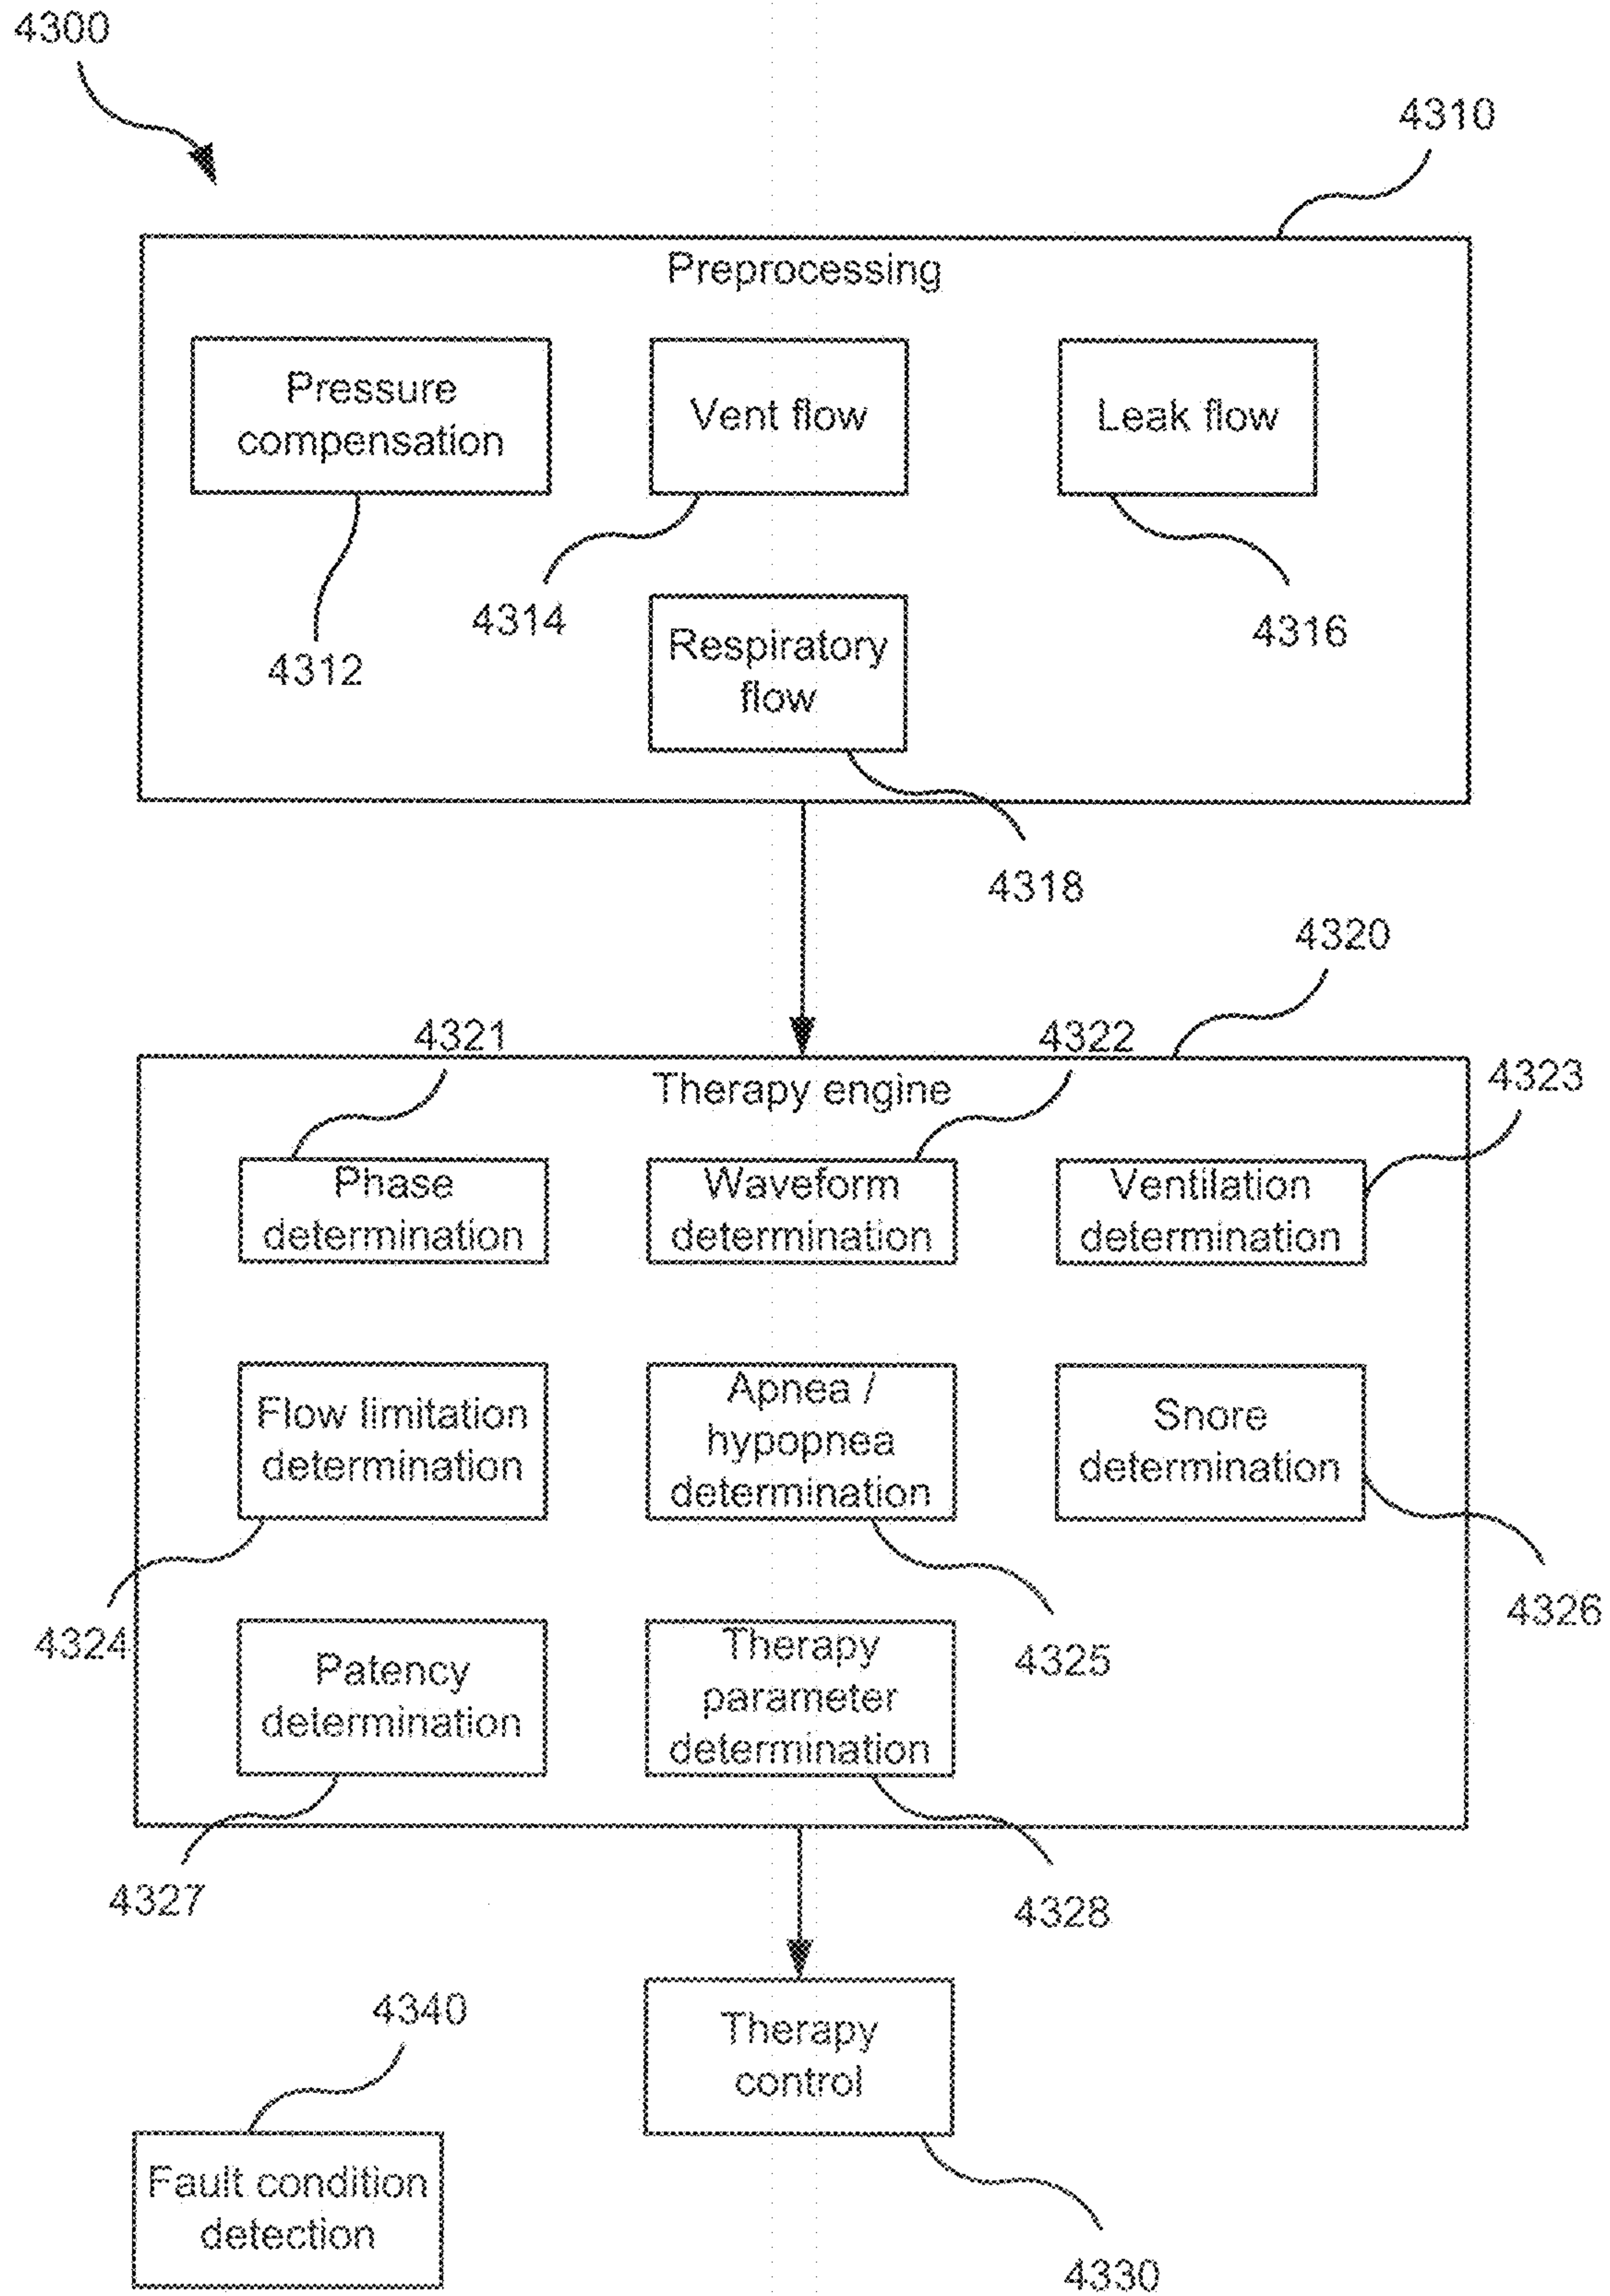 4300
4310
Preprocessing
Pressure
compensation
Vent flow
Leak flow
4312
4314
4316
Respiratory
flow
4318
4320
4321
4322
4323
Therapy engine
Phase
determination
Waveform
determination
Ventilation
determination
Flow limitation
determination
Apnea /
hypopnea
determination
Snore
determination
4324
4325
4326
Patency
determination
Therapy
parameter
determination
4327
4328
4340
Therapy
control
Fault condition
detection
4330